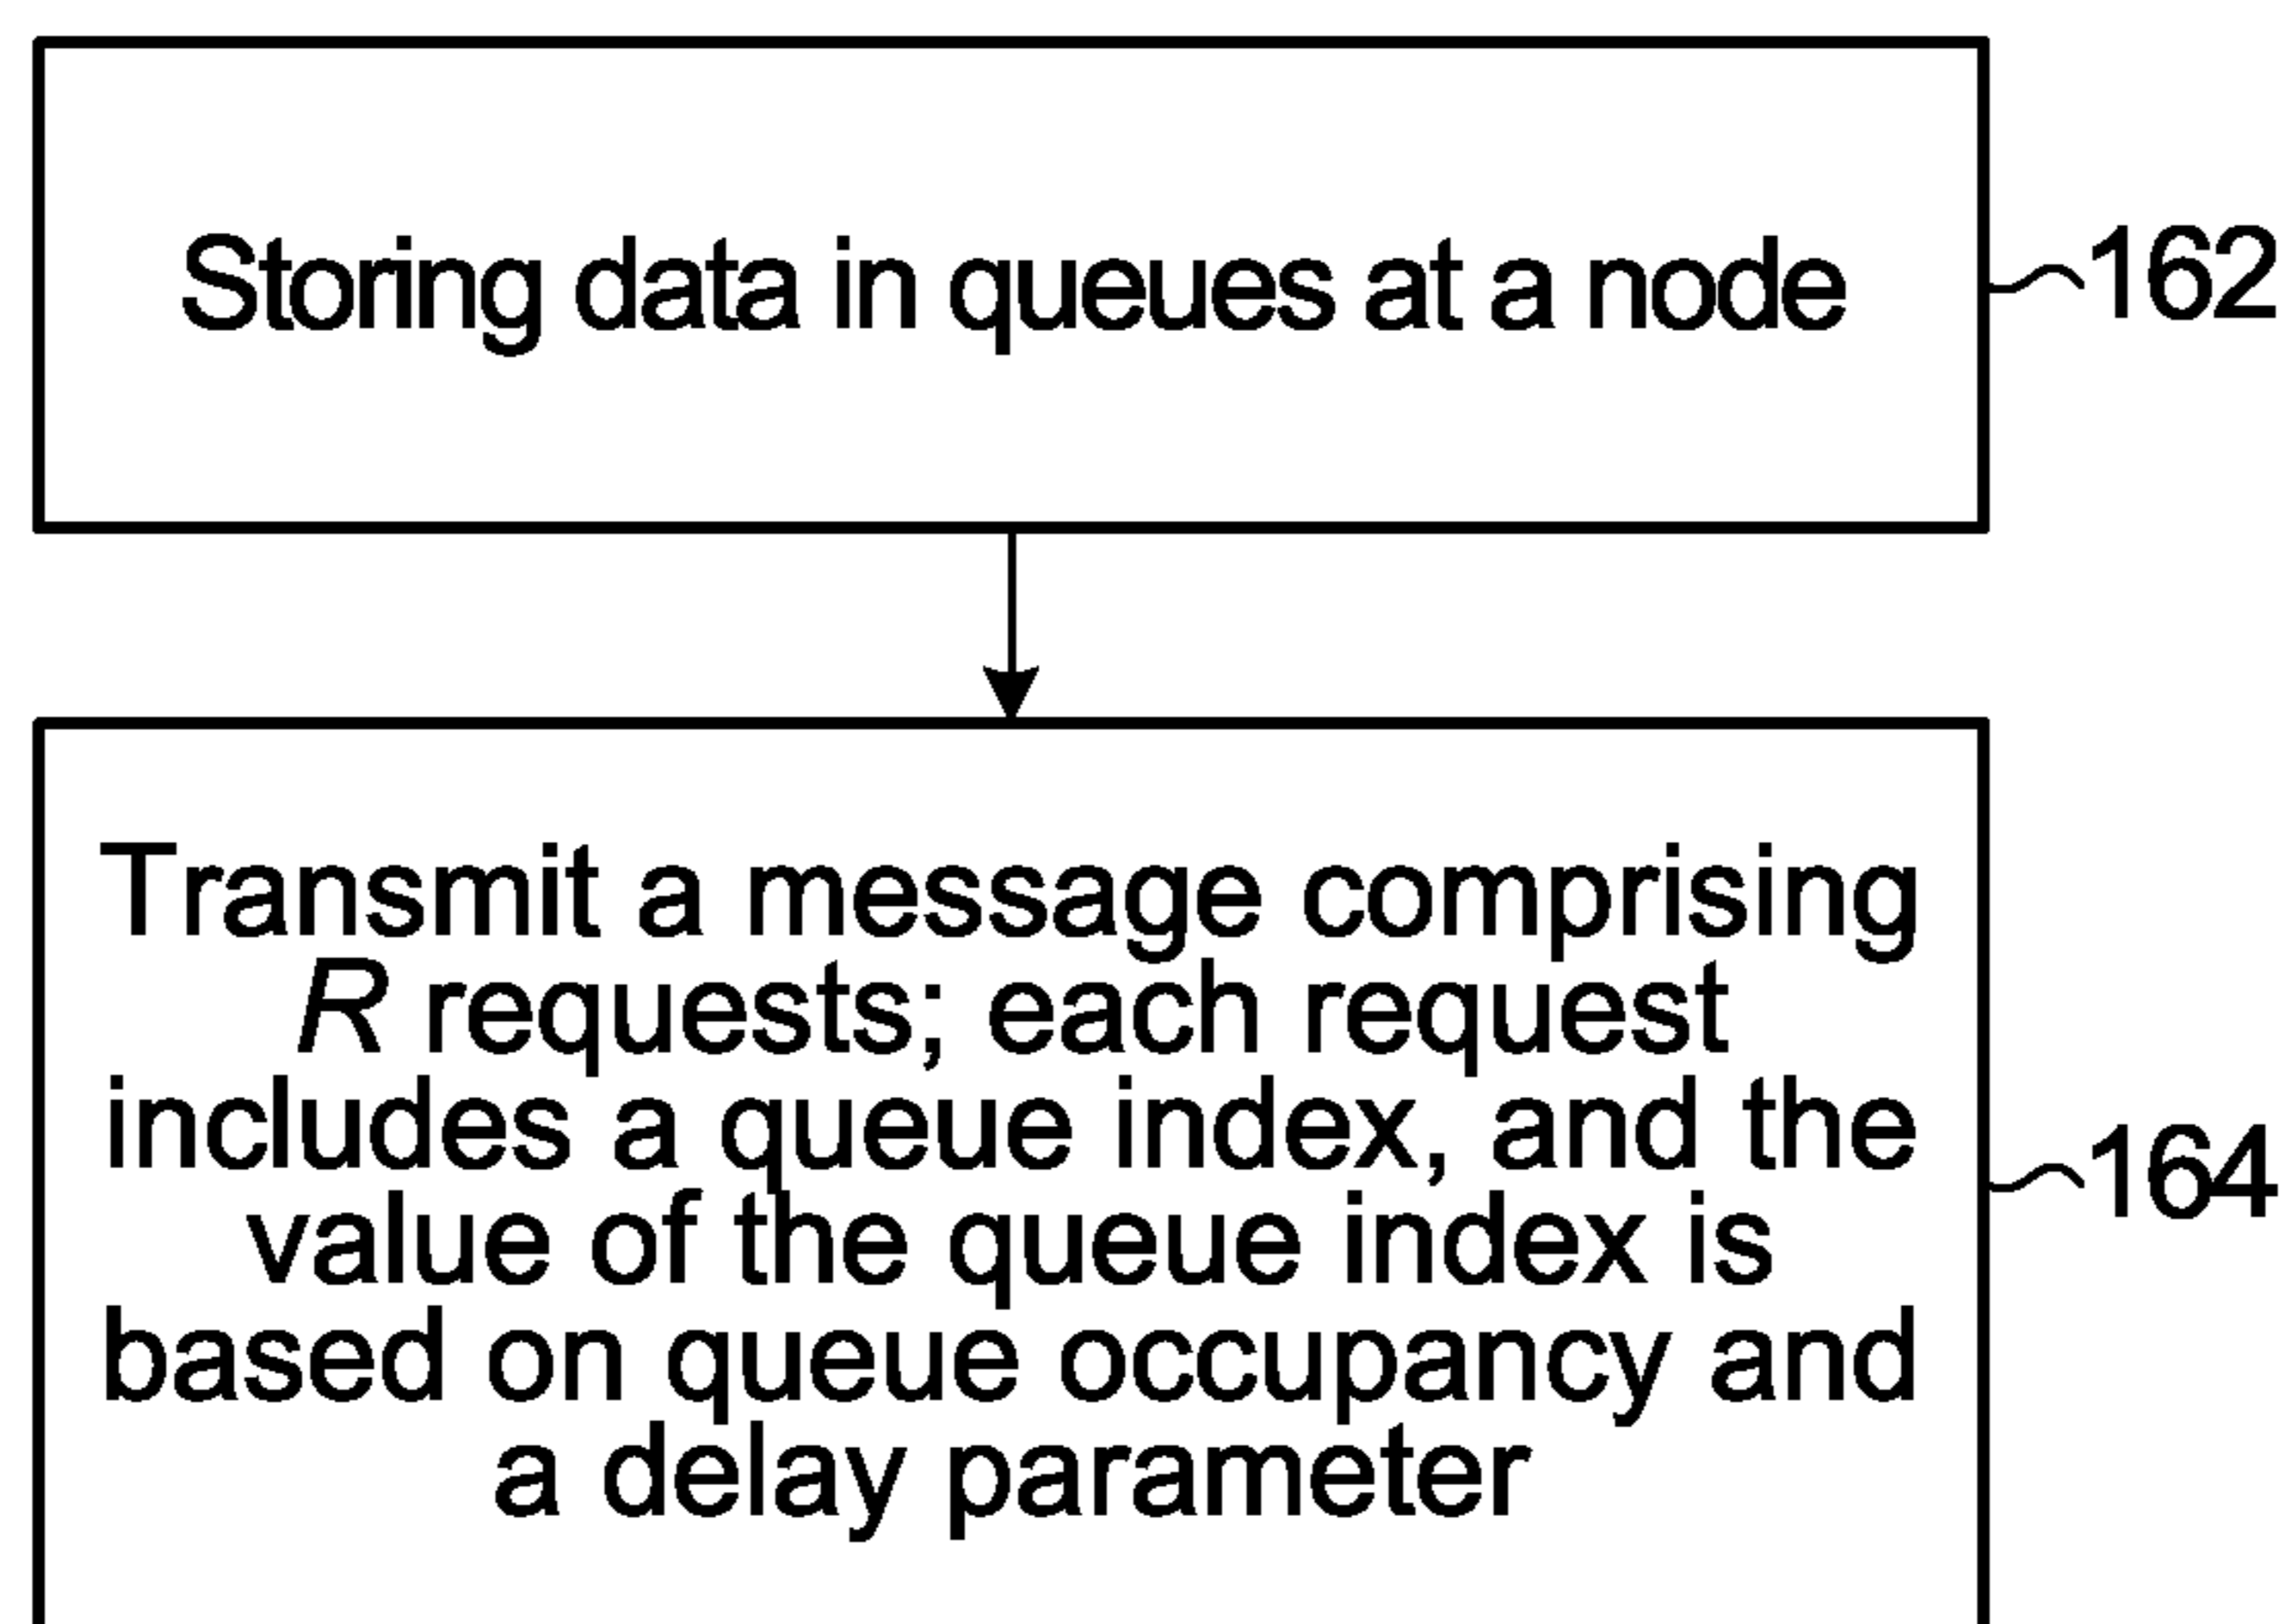 Storing data in queues at a node
162
Transmit a message comprising
R requests; each request
includes a queue index, and the
value of the queue index is
based on queue occupancy and
a delay parameter
164